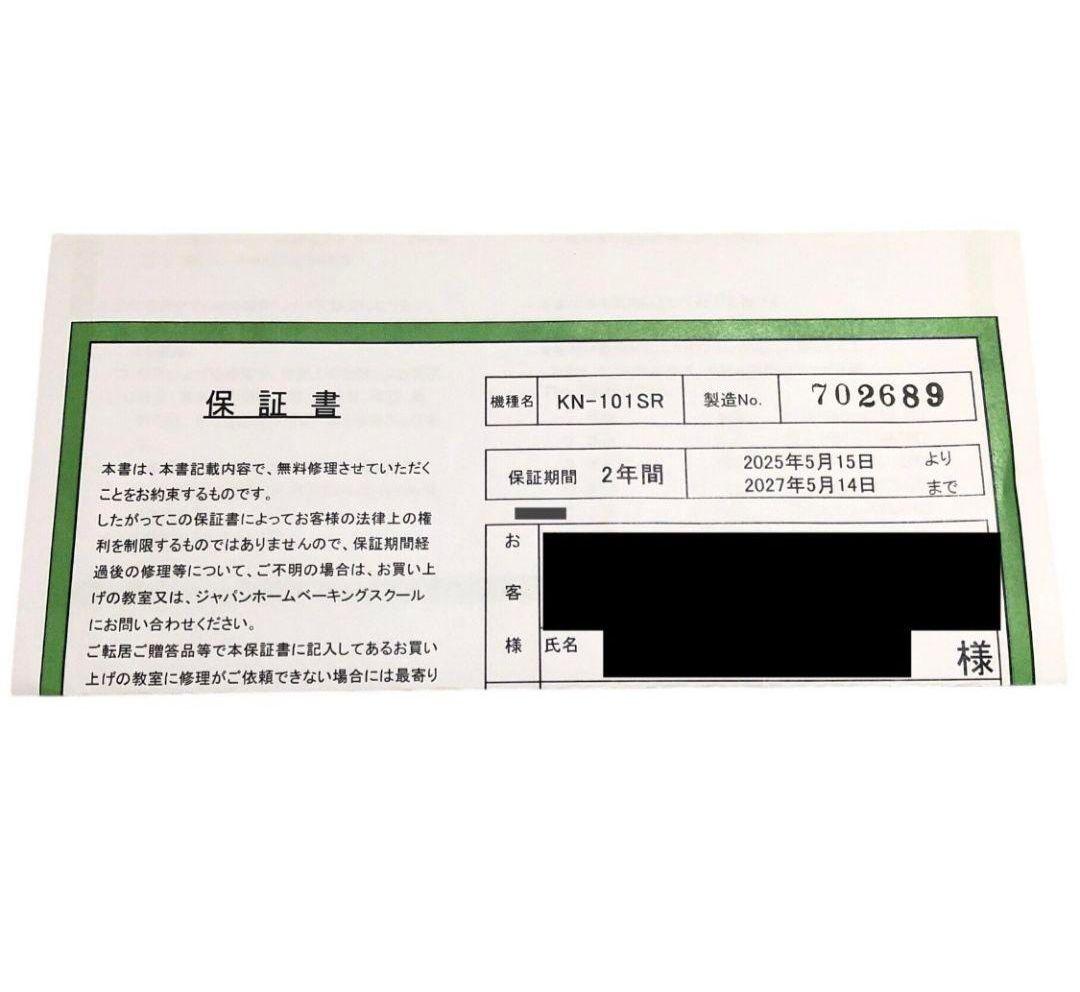 保証書
機種名 KN-101SR 製造No. 702689
保証期間 2年間 2025年5月15日 より
2027年5月14日 まで
本書は、本書記載内容で、無料修理させていただく
ことをお約束するものです。
したがってこの保証書によってお客様の法律上の権
利を制限するものではありませんので、保証期間経
過後の修理等について、ご不明の場合は、お買い上
げの教室又は、ジャパンホームベーキングスクール
にお問い合わせください。
ご転居ご贈答品等で本保証書に記入してあるお買い
上げの教室に修理がご依頼できない場合には最寄り
お客様
氏名 様